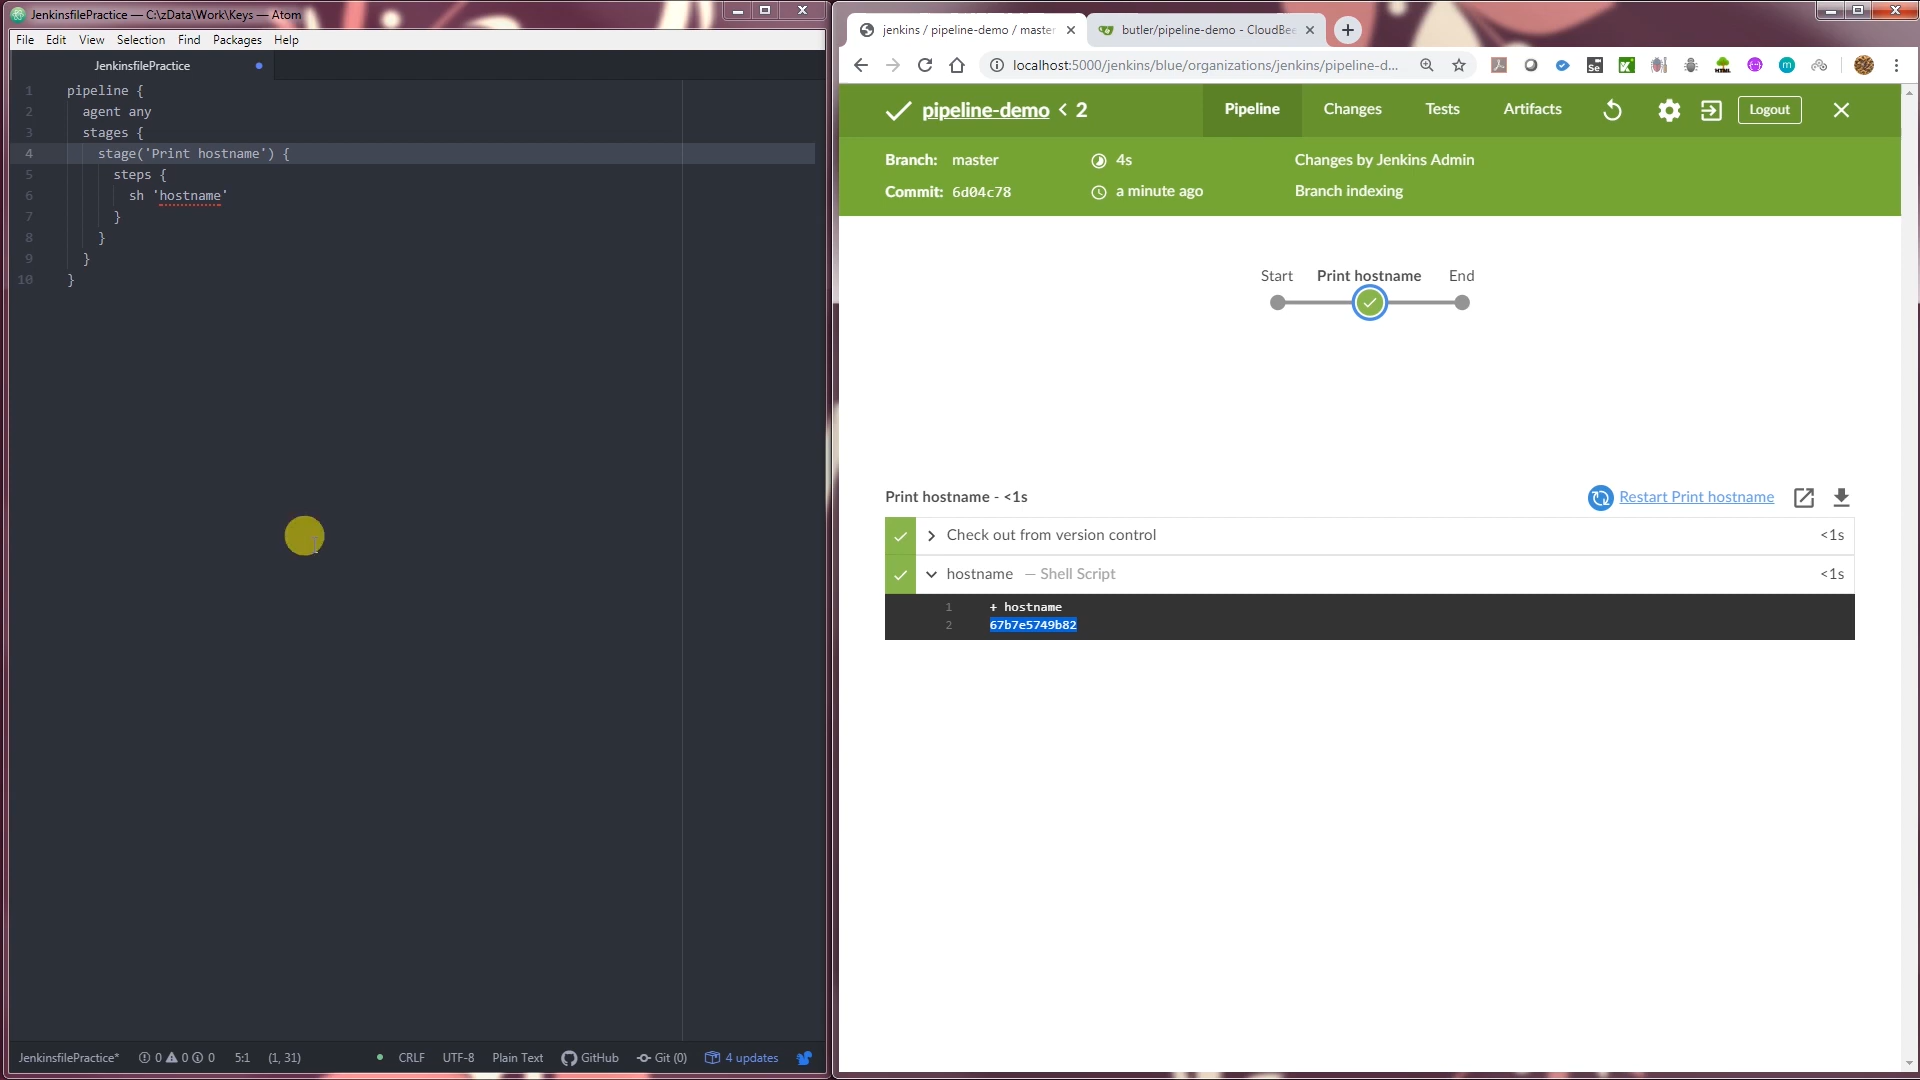 JenkinsfilePractice — C:\zData\Work\Keys — Atom
File Edit View Selection Find Packages Help
JenkinsfilePractice
1 pipeline {
2 agent any
3 stages {
4 stage('Print hostname') {
5 steps {
6 sh 'hostname'
7 }
8 }
9 }
10 }
JenkinsfilePractice* 0 0 0 5:1 (1, 31) CRLF UTF-8 Plain Text GitHub Git (0) 4 updates
jenkins / pipeline-demo / master
butler/pipeline-demo - CloudBee
localhost:5000/jenkins/blue/organizations/jenkins/pipeline-d...
pipeline-demo < 2 Pipeline Changes Tests Artifacts Logout
Branch: master 4s Changes by Jenkins Admin
Commit: 6d04c78 a minute ago Branch indexing
Start Print hostname End
Print hostname - <1s Restart Print hostname
Check out from version control <1s
hostname — Shell Script <1s
1 + hostname
2 67b7e5749b82